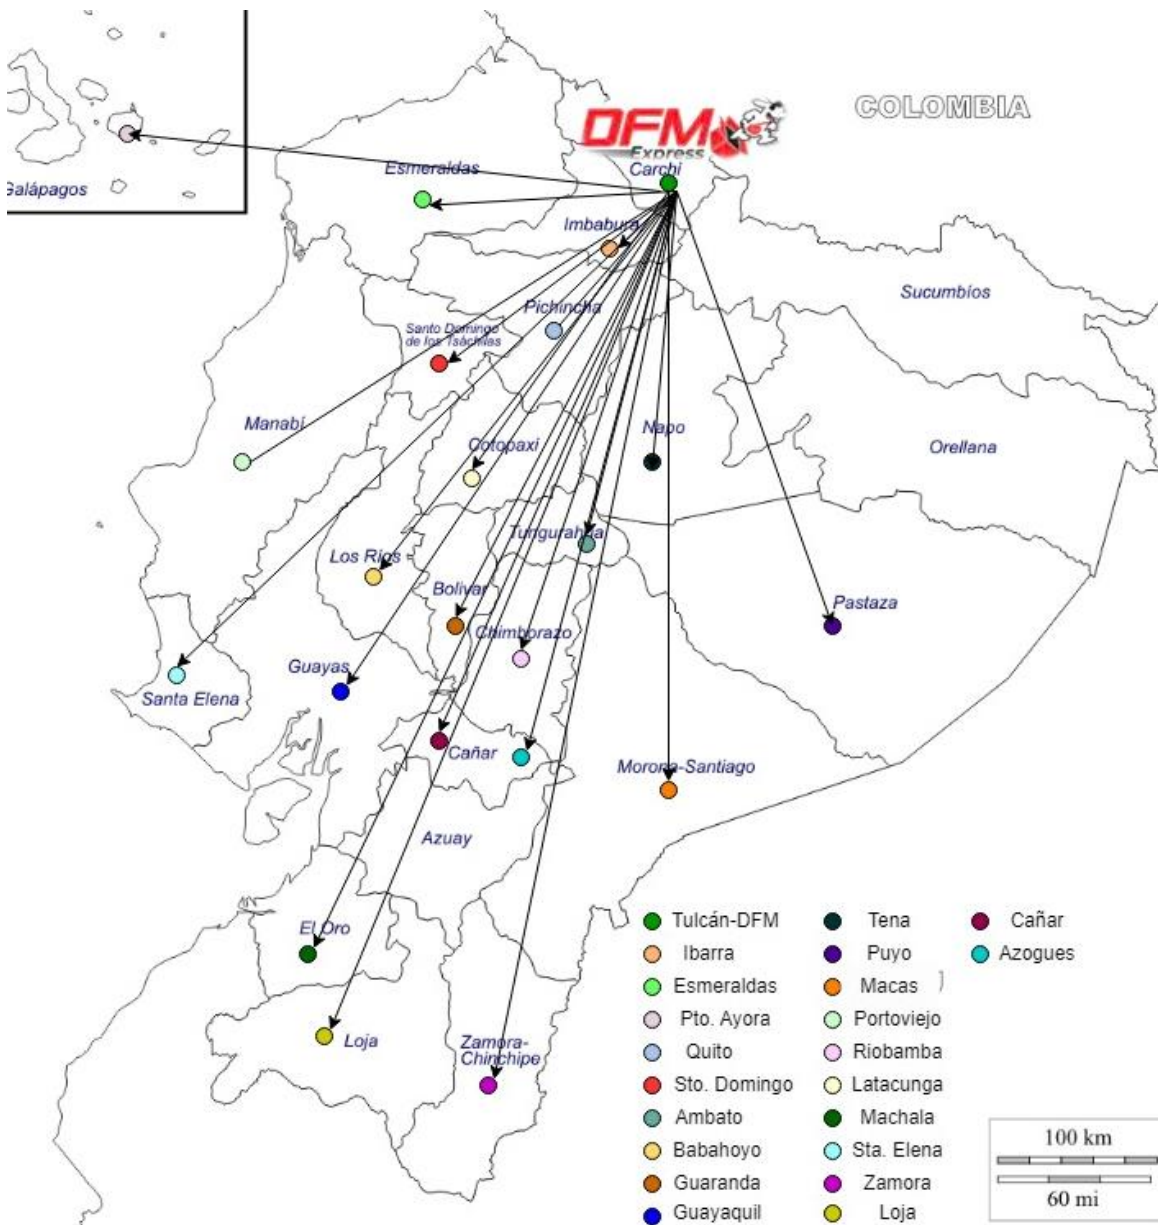 COLOMBIA
DFM
Express
Carchi
Esmeraldas
Galápagos
Imbabura
Sucumbíos
Pichincha
Santo Domingo
de los Tsáchilas
Manabí
Cotopaxi
Napo
Orellana
Tungurahua
Los Ríos
Bolívar
Pastaza
Chimborazo
Guayas
Santa Elena
Cañar
Morona-Santiago
Azuay
El Oro
Loja
Zamora-
Chinchipe
Tulcán-DFM Tena Cañar
Ibarra Puyo Azogues
Esmeraldas Macas
Pto. Ayora Portoviejo
Quito Riobamba
Sto. Domingo Latacunga
Ambato Machala
Babahoyo Sta. Elena
Guaranda Zamora
Guayaquil Loja
100 km
60 mi